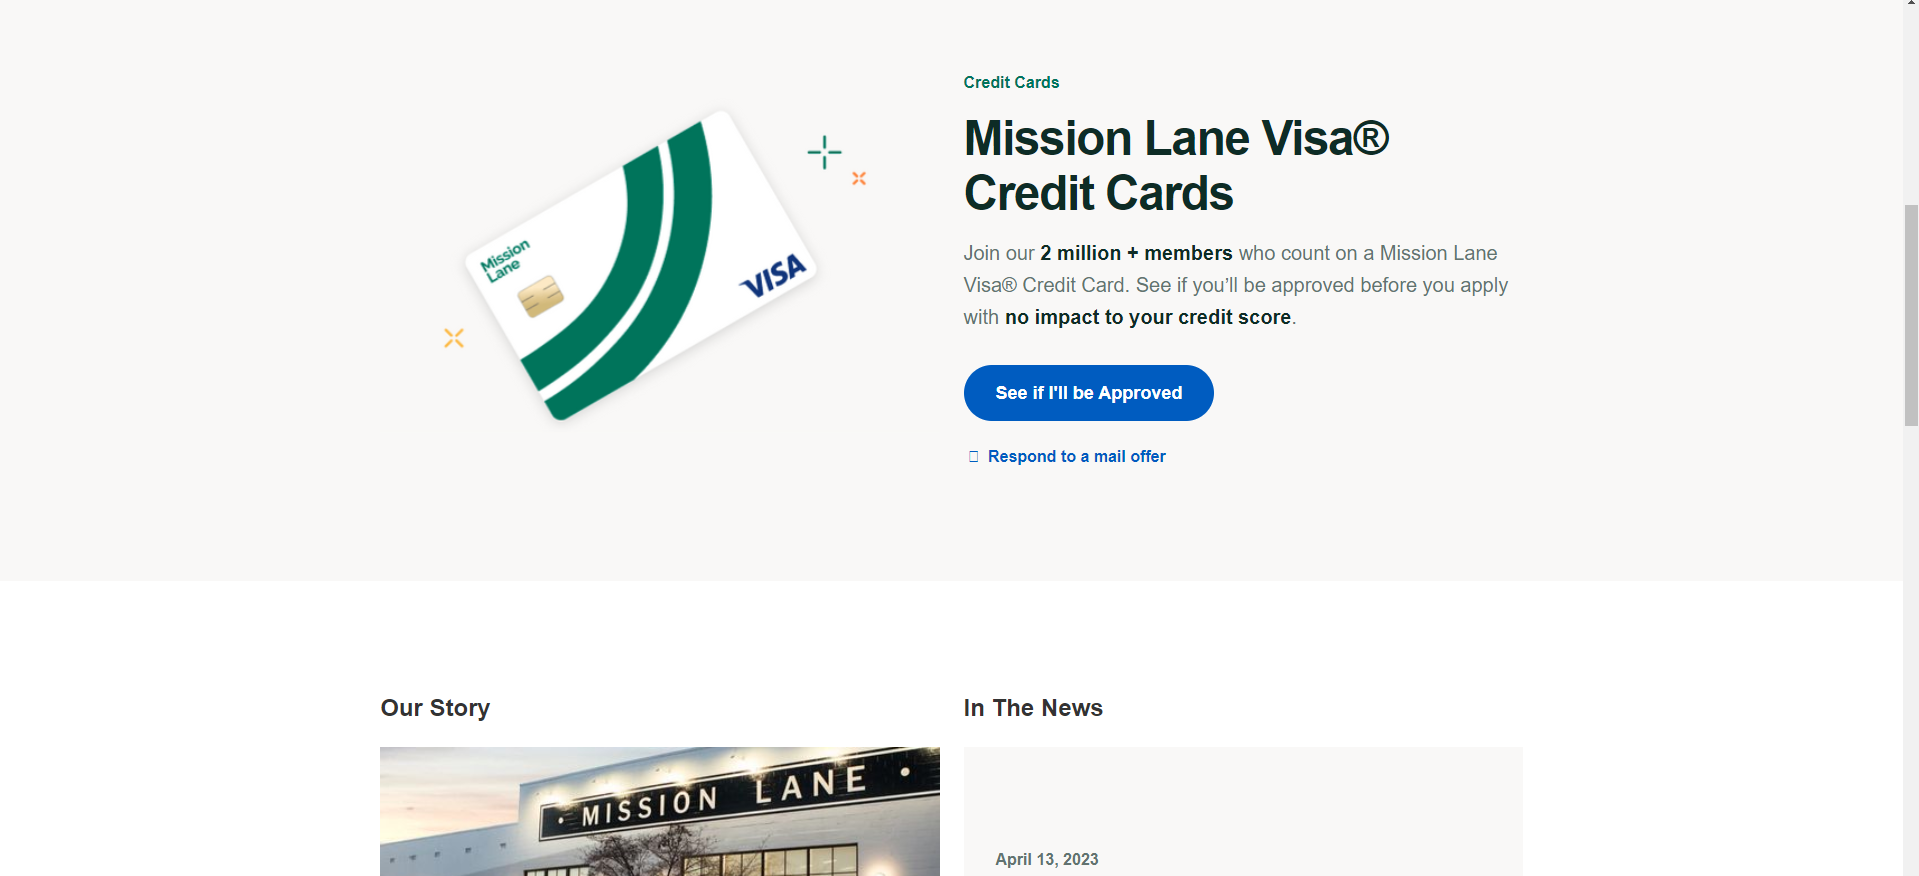 Credit Cards
Mission Lane Visa®
Credit Cards
Join our 2 million + members who count on a Mission Lane
Visa® Credit Card. See if you’ll be approved before you apply
with no impact to your credit score.
See if I'll be Approved
Respond to a mail offer
Mission
Lane
VISA
Our Story
In The News
• MISSION LANE •
April 13, 2023